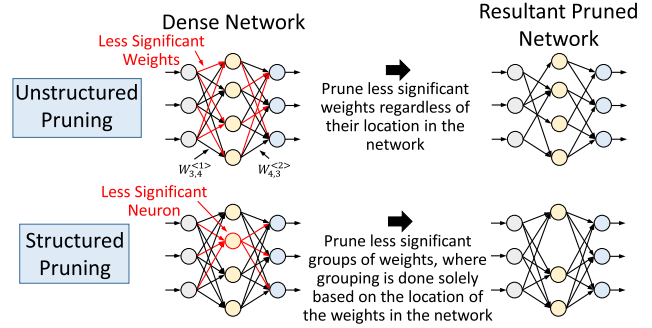 Dense Network
Resultant Pruned
Network
Less Significant
Weights
Unstructured
Pruning
Prune less significant
weights regardless of
their location in the
network
W_{3,4}^{<1>}
W_{4,3}^{<2>}
Less Significant
Neuron
Structured
Pruning
Prune less significant
groups of weights, where
grouping is done solely
based on the location of
the weights in the network